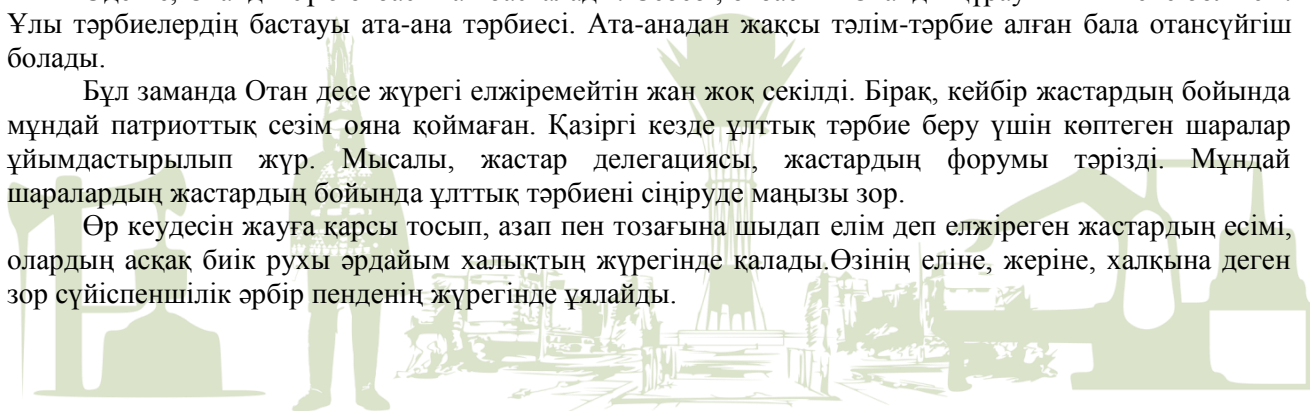 Ұлы тәрбиелердің бастауы ата-ана тәрбиесі. Ата-анадан жақсы тәлім-тәрбие алған бала отансүйгіш
болады.
Бұл заманда Отан десе жүрегі елжіремейтін жан жоқ секілді. Бірақ, кейбір жастардың бойында
мұндай патриоттық сезім ояна қоймаған. Қазіргі кезде ұлттық тәрбие беру үшін көптеген шаралар
ұйымдастырылып жүр. Мысалы, жастар делегациясы, жастардың форумы тәрізді. Мұндай
шаралардың жастардың бойында ұлттық тәрбиені сіңіруде маңызы зор.
Өр кеудесін жауға қарсы тосып, азап пен тозағына шыдап елім деп елжіреген жастардың есімі,
олардың асқақ биік рухы әрдайым халықтың жүрегінде қалады.Өзінің еліне, жеріне, халқына деген
зор сүйіспеншілік әрбір пенденің жүрегінде ұялайды.